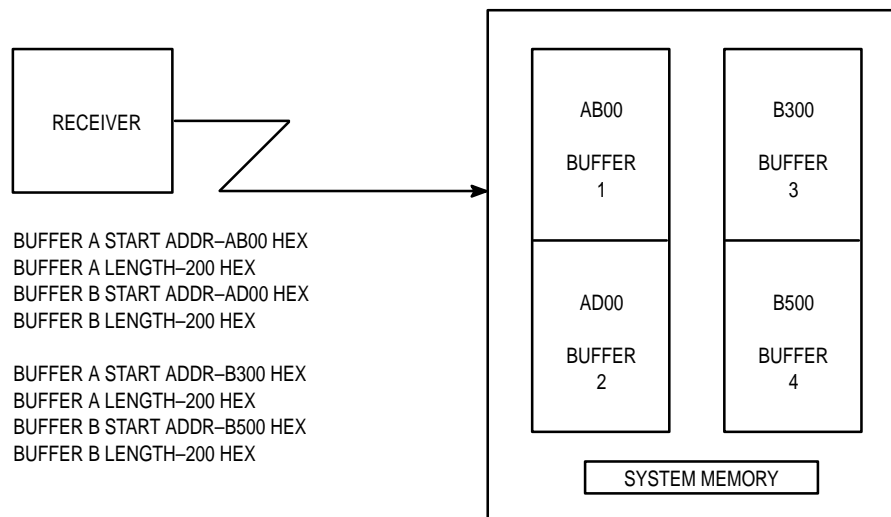 RECEIVER
BUFFER A START ADDR–AB00 HEX
BUFFER A LENGTH–200 HEX
BUFFER B START ADDR–AD00 HEX
BUFFER B LENGTH–200 HEX
BUFFER A START ADDR–B300 HEX
BUFFER A LENGTH–200 HEX
BUFFER B START ADDR–B500 HEX
BUFFER B LENGTH–200 HEX
AB00
BUFFER
1
AD00
BUFFER
2
B300
BUFFER
3
B500
BUFFER
4
SYSTEM MEMORY